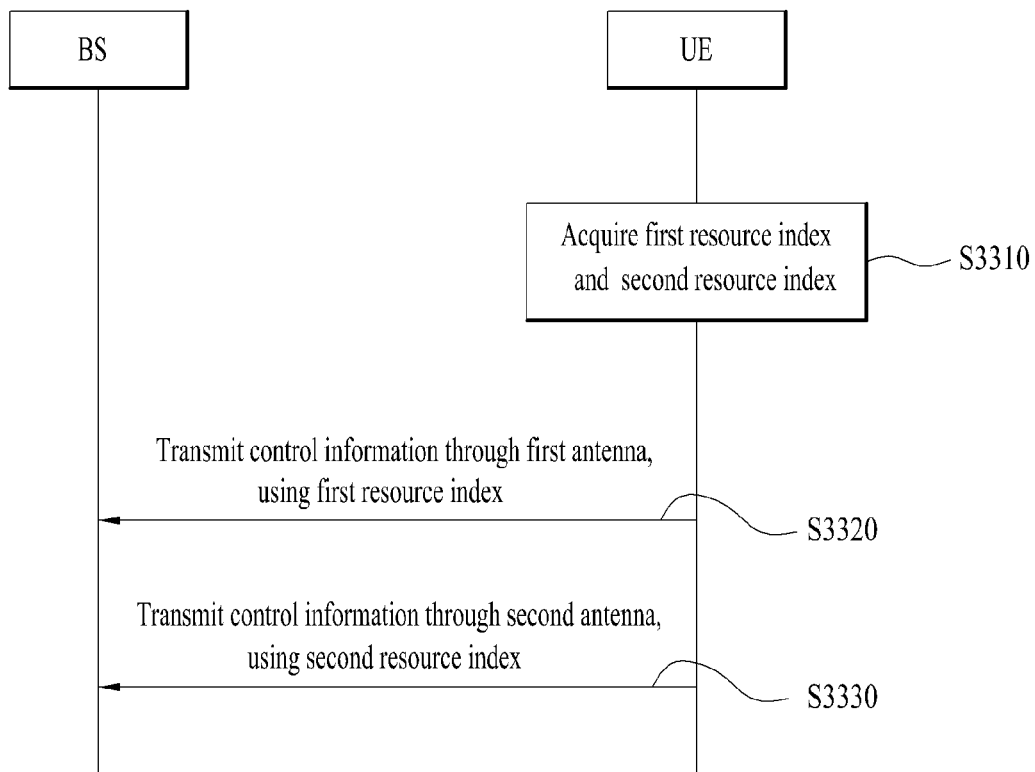 BS
UE
Acquire first resource index
and second resource index
S3310
Transmit control information through first antenna,
using first resource index
S3320
Transmit control information through second antenna,
using second resource index
S3330